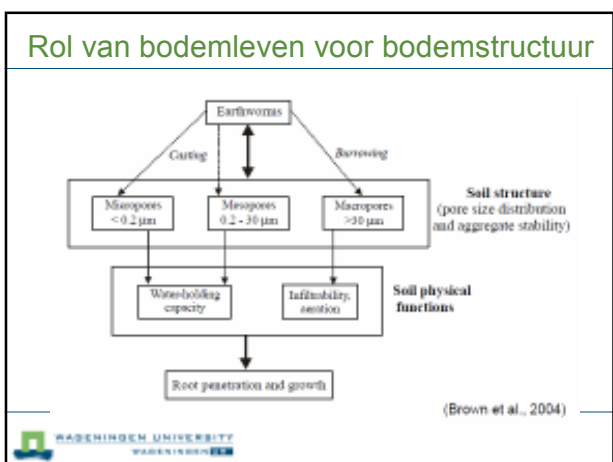 Rol van bodemleven voor bodemstructuur
Earthworms
Casting
Burrowing
Micropores
< 0.2 µm
Mesopores
0.2 - 30 µm
Macropores
>30 µm
Soil structure
(pore size distribution
and aggregate stability)
Water-holding
capacity
Infiltrability,
aeration
Soil physical
functions
Root penetration and growth
(Brown et al., 2004)
WAGENINGEN UNIVERSITY
WAGENINGEN UR